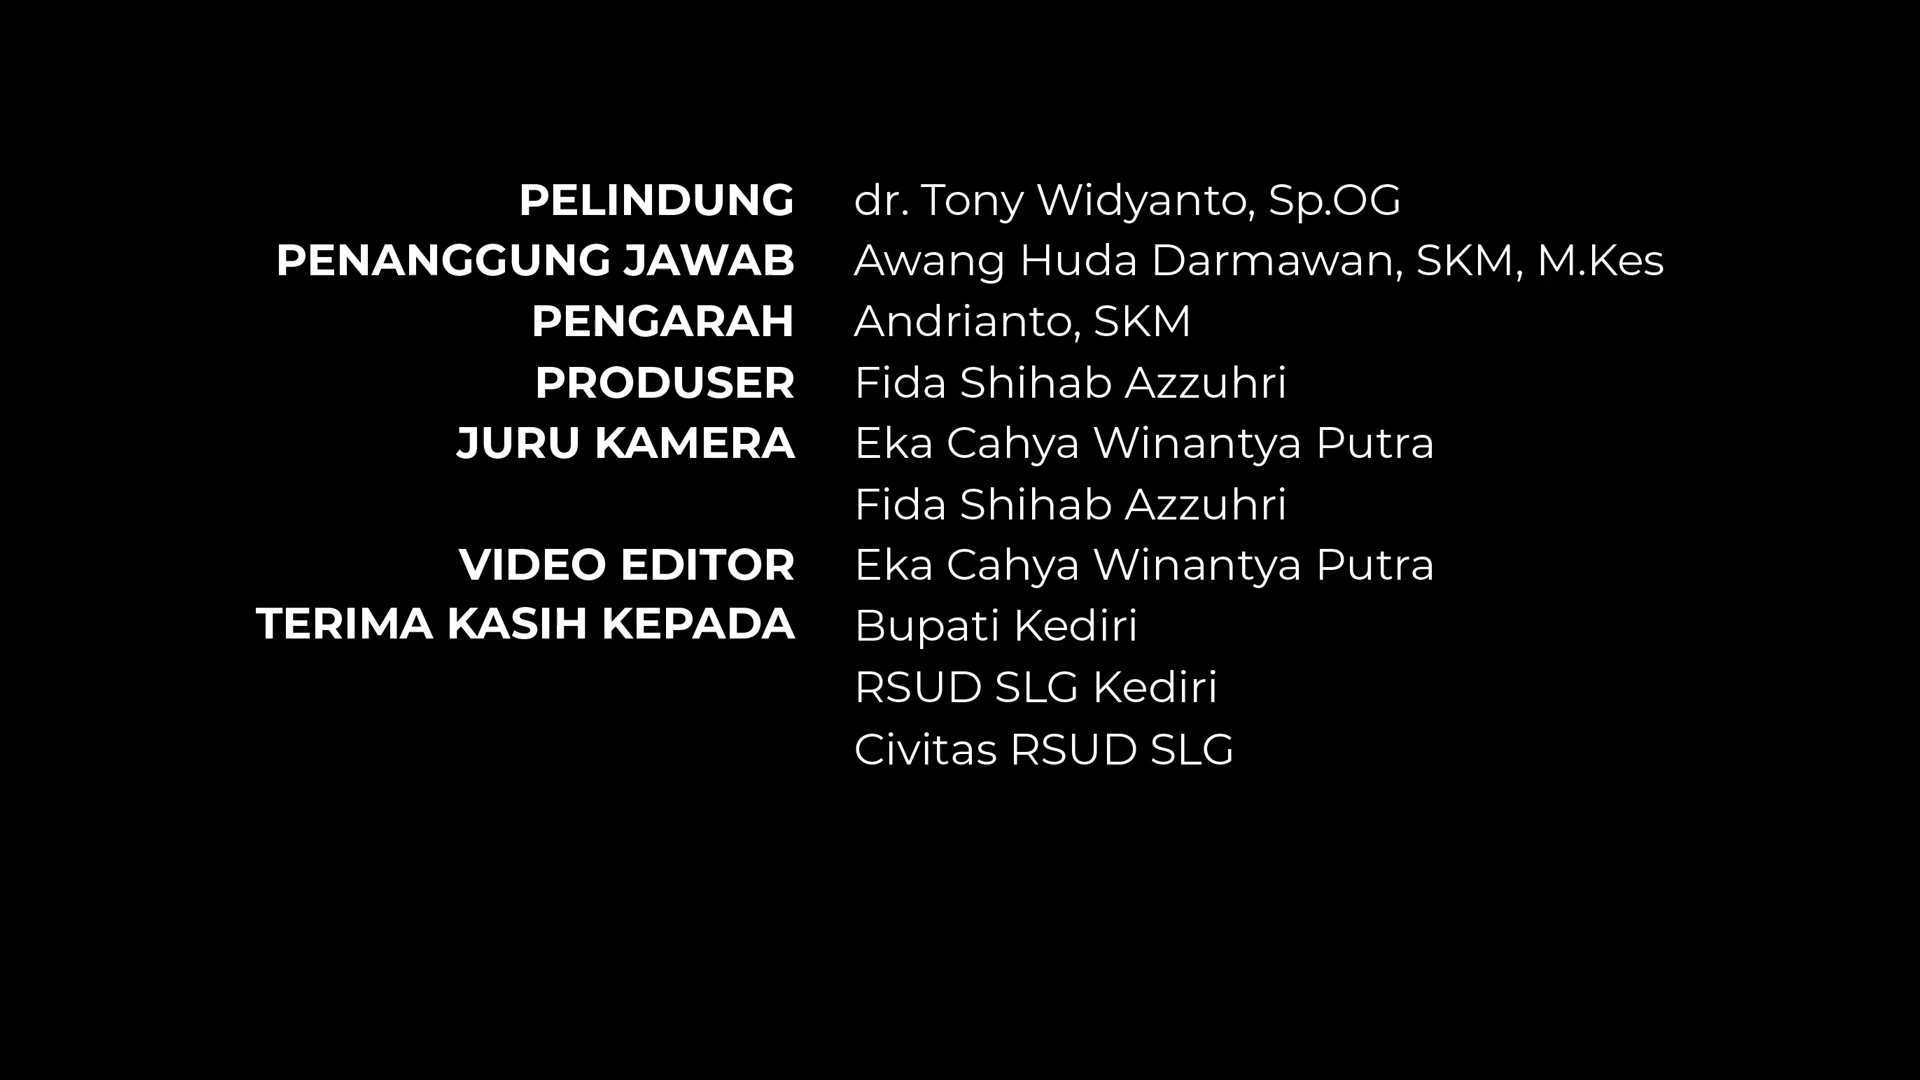 PELINDUNG dr. Tony Widyanto, Sp.OG
PENANGGUNG JAWAB Awang Huda Darmawan, SKM, M.Kes
PENGARAH Andrianto, SKM
PRODUSER Fida Shihab Azzuhri
JURU KAMERA Eka Cahya Winantya Putra
Fida Shihab Azzuhri
VIDEO EDITOR Eka Cahya Winantya Putra
TERIMA KASIH KEPADA Bupati Kediri
RSUD SLG Kediri
Civitas RSUD SLG